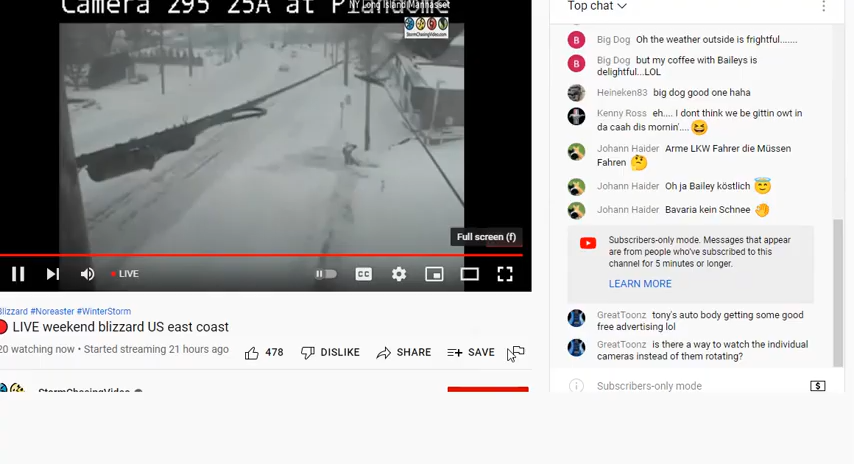 Camera 295 25A at Plandome
NY Long Island Manhasset
StormChasingVideo.com
Full screen (f)
LIVE
CC
Blizzard #Noreaster #WinterStorm
LIVE weekend blizzard US east coast
20 watching now • Started streaming 21 hours ago
478
DISLIKE
SHARE
SAVE
StormChasingVideo
Top chat
B
Big Dog Oh the weather outside is frightful.......
B
Big Dog but my coffee with Baileys is
delightful...LOL
Heineken83 big dog good one haha
Kenny Ross eh.... I dont think we be gittin owt in
da caah dis mornin'....😆
Johann Haider Arme LKW Fahrer die Müssen
Fahren 🤔
Johann Haider Oh ja Bailey köstlich 😇
Johann Haider Bavaria kein Schnee 👏
Subscribers-only mode. Messages that appear
are from people who've subscribed to this
channel for 5 minutes or longer.
LEARN MORE
GreatToonz tony's auto body getting some good
free advertising lol
GreatToonz is there a way to watch the individual
cameras instead of them rotating?
Subscribers-only mode
$